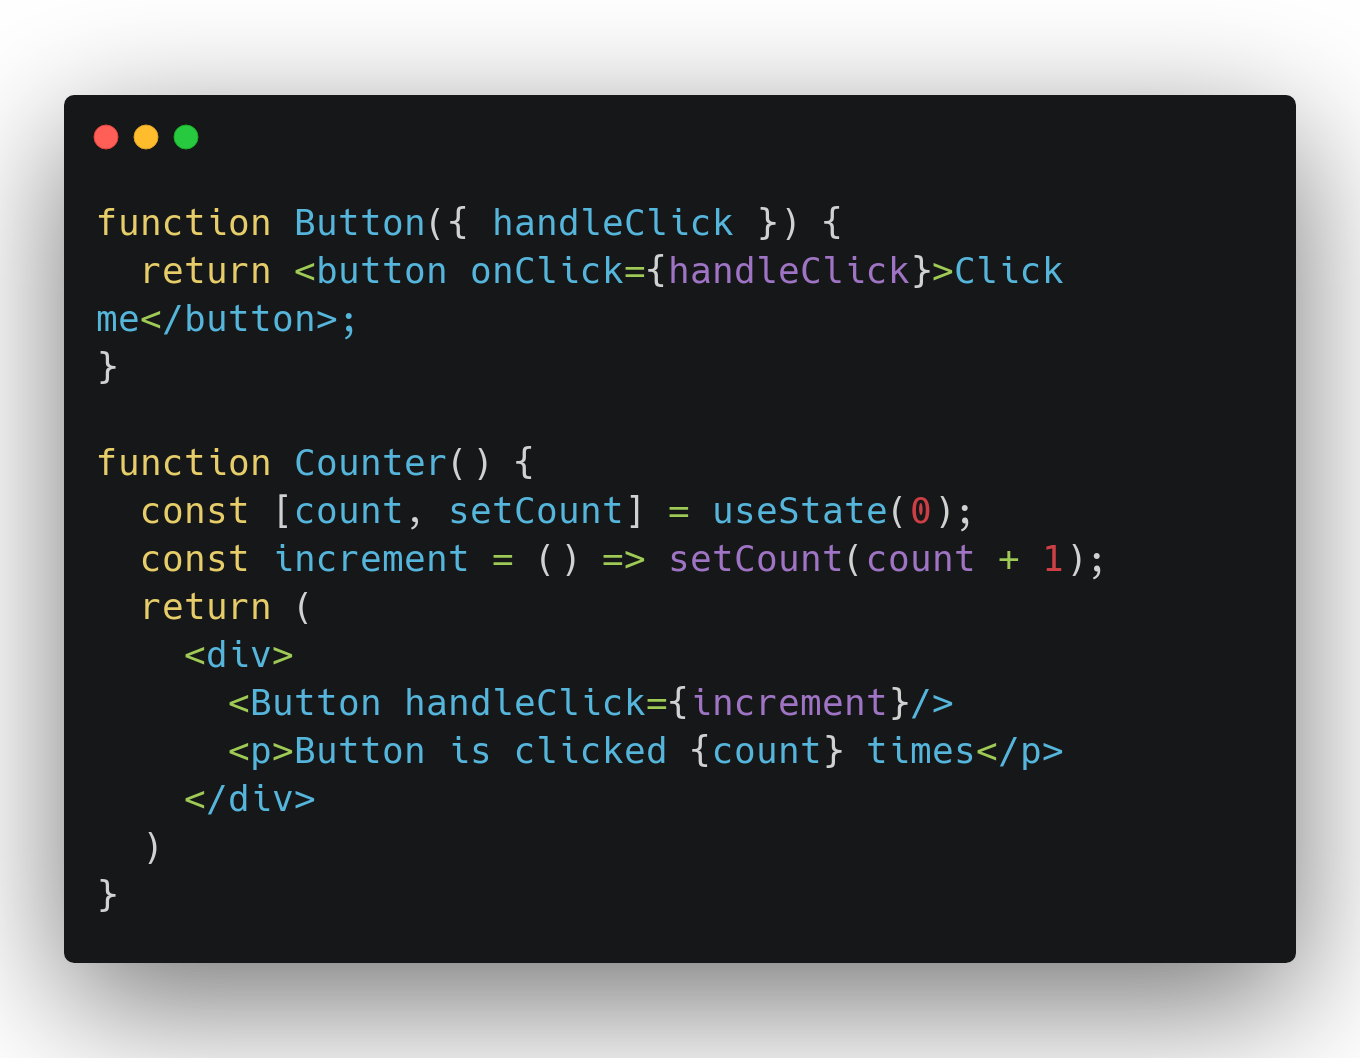 function Button({ handleClick }) {
  return <button onClick={handleClick}>Click
me</button>;
}

function Counter() {
  const [count, setCount] = useState(0);
  const increment = () => setCount(count + 1);
  return (
    <div>
      <Button handleClick={increment}/>
      <p>Button is clicked {count} times</p>
    </div>
  )
}